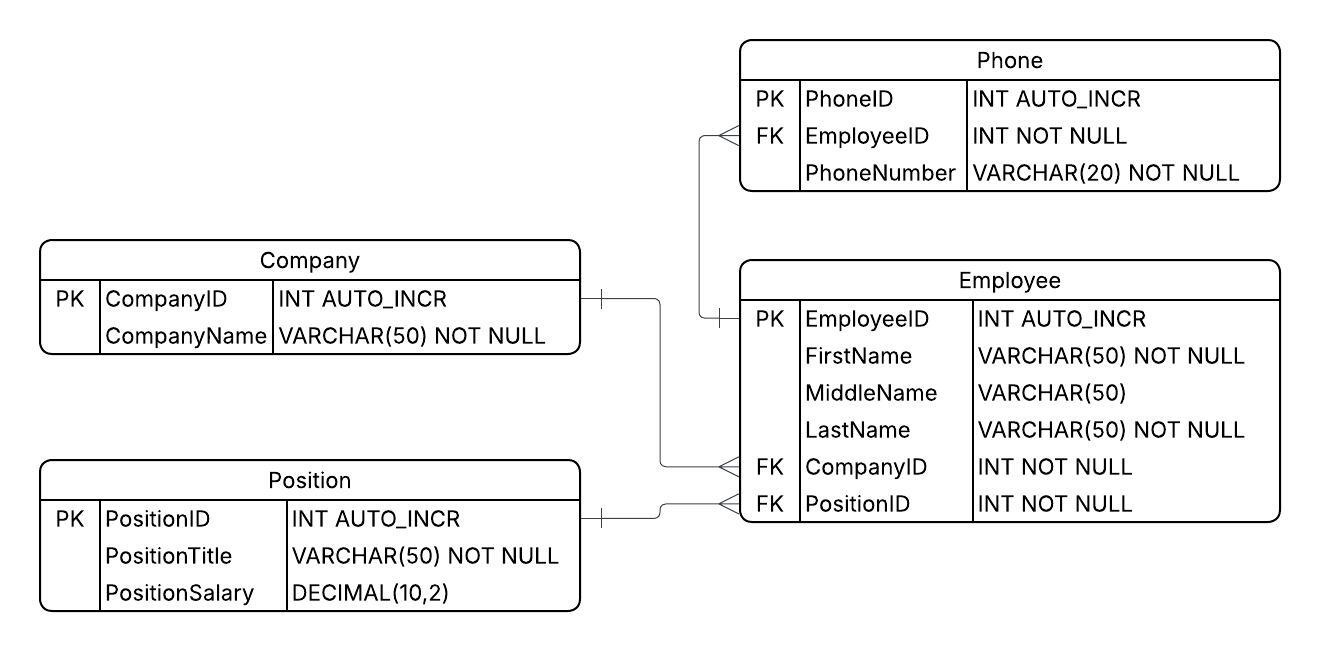 Phone
PK PhoneID INT AUTO_INCR
FK EmployeeID INT NOT NULL
PhoneNumber VARCHAR(20) NOT NULL
Company
PK CompanyID INT AUTO_INCR
CompanyName VARCHAR(50) NOT NULL
Employee
PK EmployeeID INT AUTO_INCR
FirstName VARCHAR(50) NOT NULL
MiddleName VARCHAR(50)
LastName VARCHAR(50) NOT NULL
FK CompanyID INT NOT NULL
FK PositionID INT NOT NULL
Position
PK PositionID INT AUTO_INCR
PositionTitle VARCHAR(50) NOT NULL
PositionSalary DECIMAL(10,2)